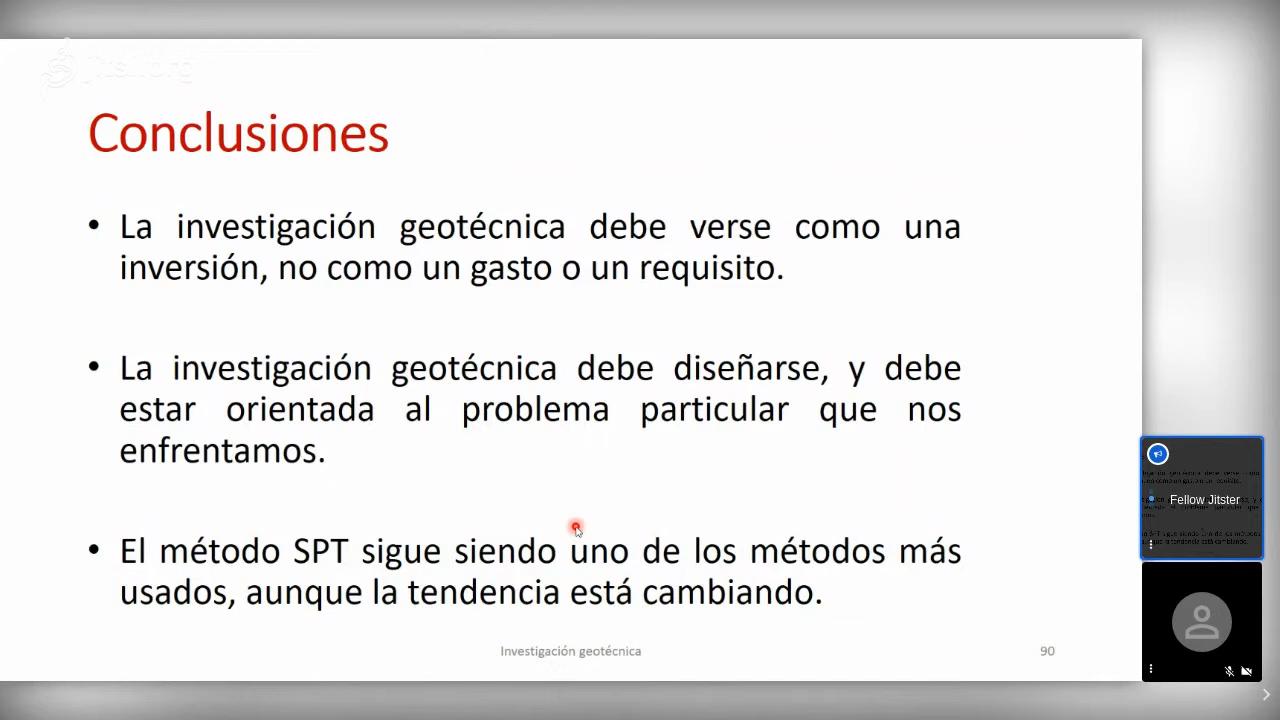 Conclusiones
• La investigación geotécnica debe verse como una
inversión, no como un gasto o un requisito.
• La investigación geotécnica debe diseñarse, y debe
estar orientada al problema particular que nos
enfrentamos.
• El método SPT sigue siendo uno de los métodos más
usados, aunque la tendencia está cambiando.
Investigación geotécnica
90
Fellow Jitster